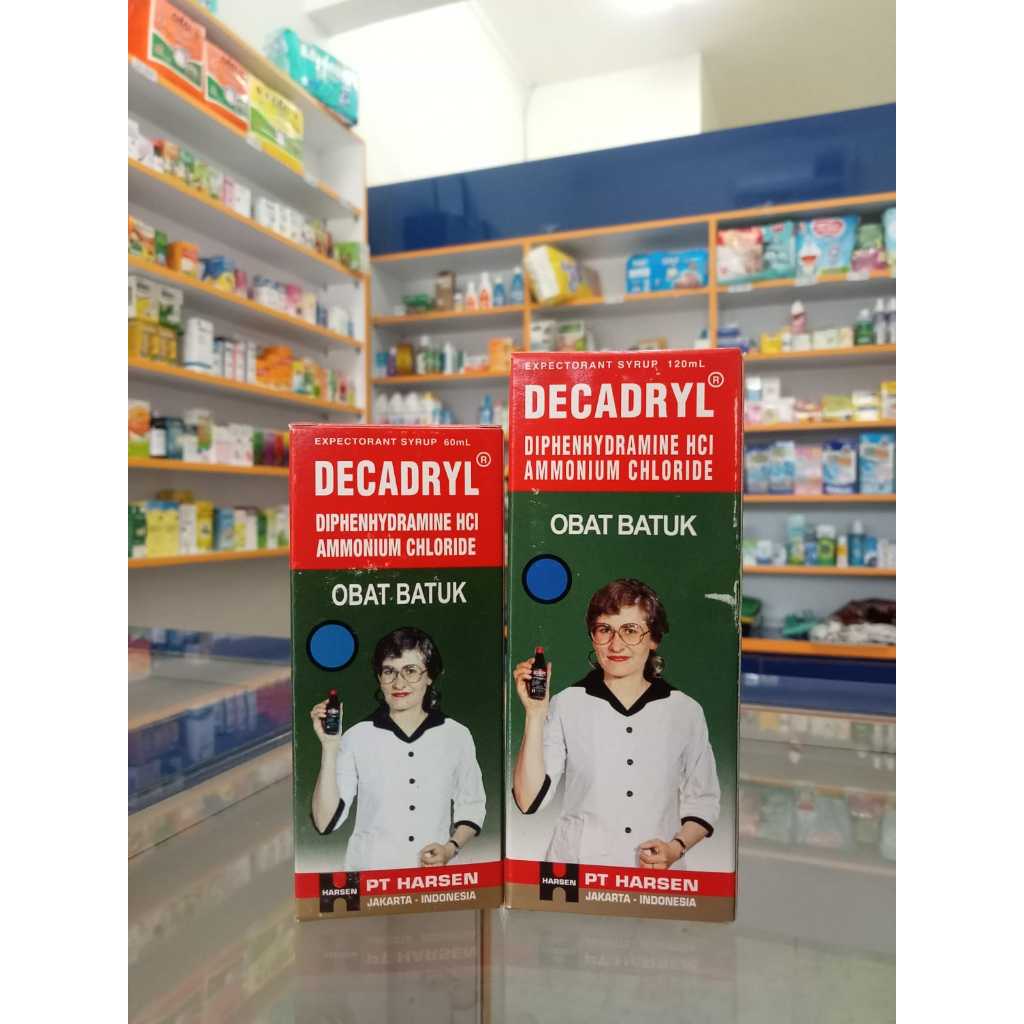 EXPECTORANT SYRUP 60mL
DECADRYL®
DIPHENHYDRAMINE HCl
AMMONIUM CHLORIDE
OBAT BATUK
HARSEN
PT HARSEN
JAKARTA - INDONESIA
EXPECTORANT SYRUP 120mL
DECADRYL®
DIPHENHYDRAMINE HCl
AMMONIUM CHLORIDE
OBAT BATUK
HARSEN
PT HARSEN
JAKARTA - INDONESIA